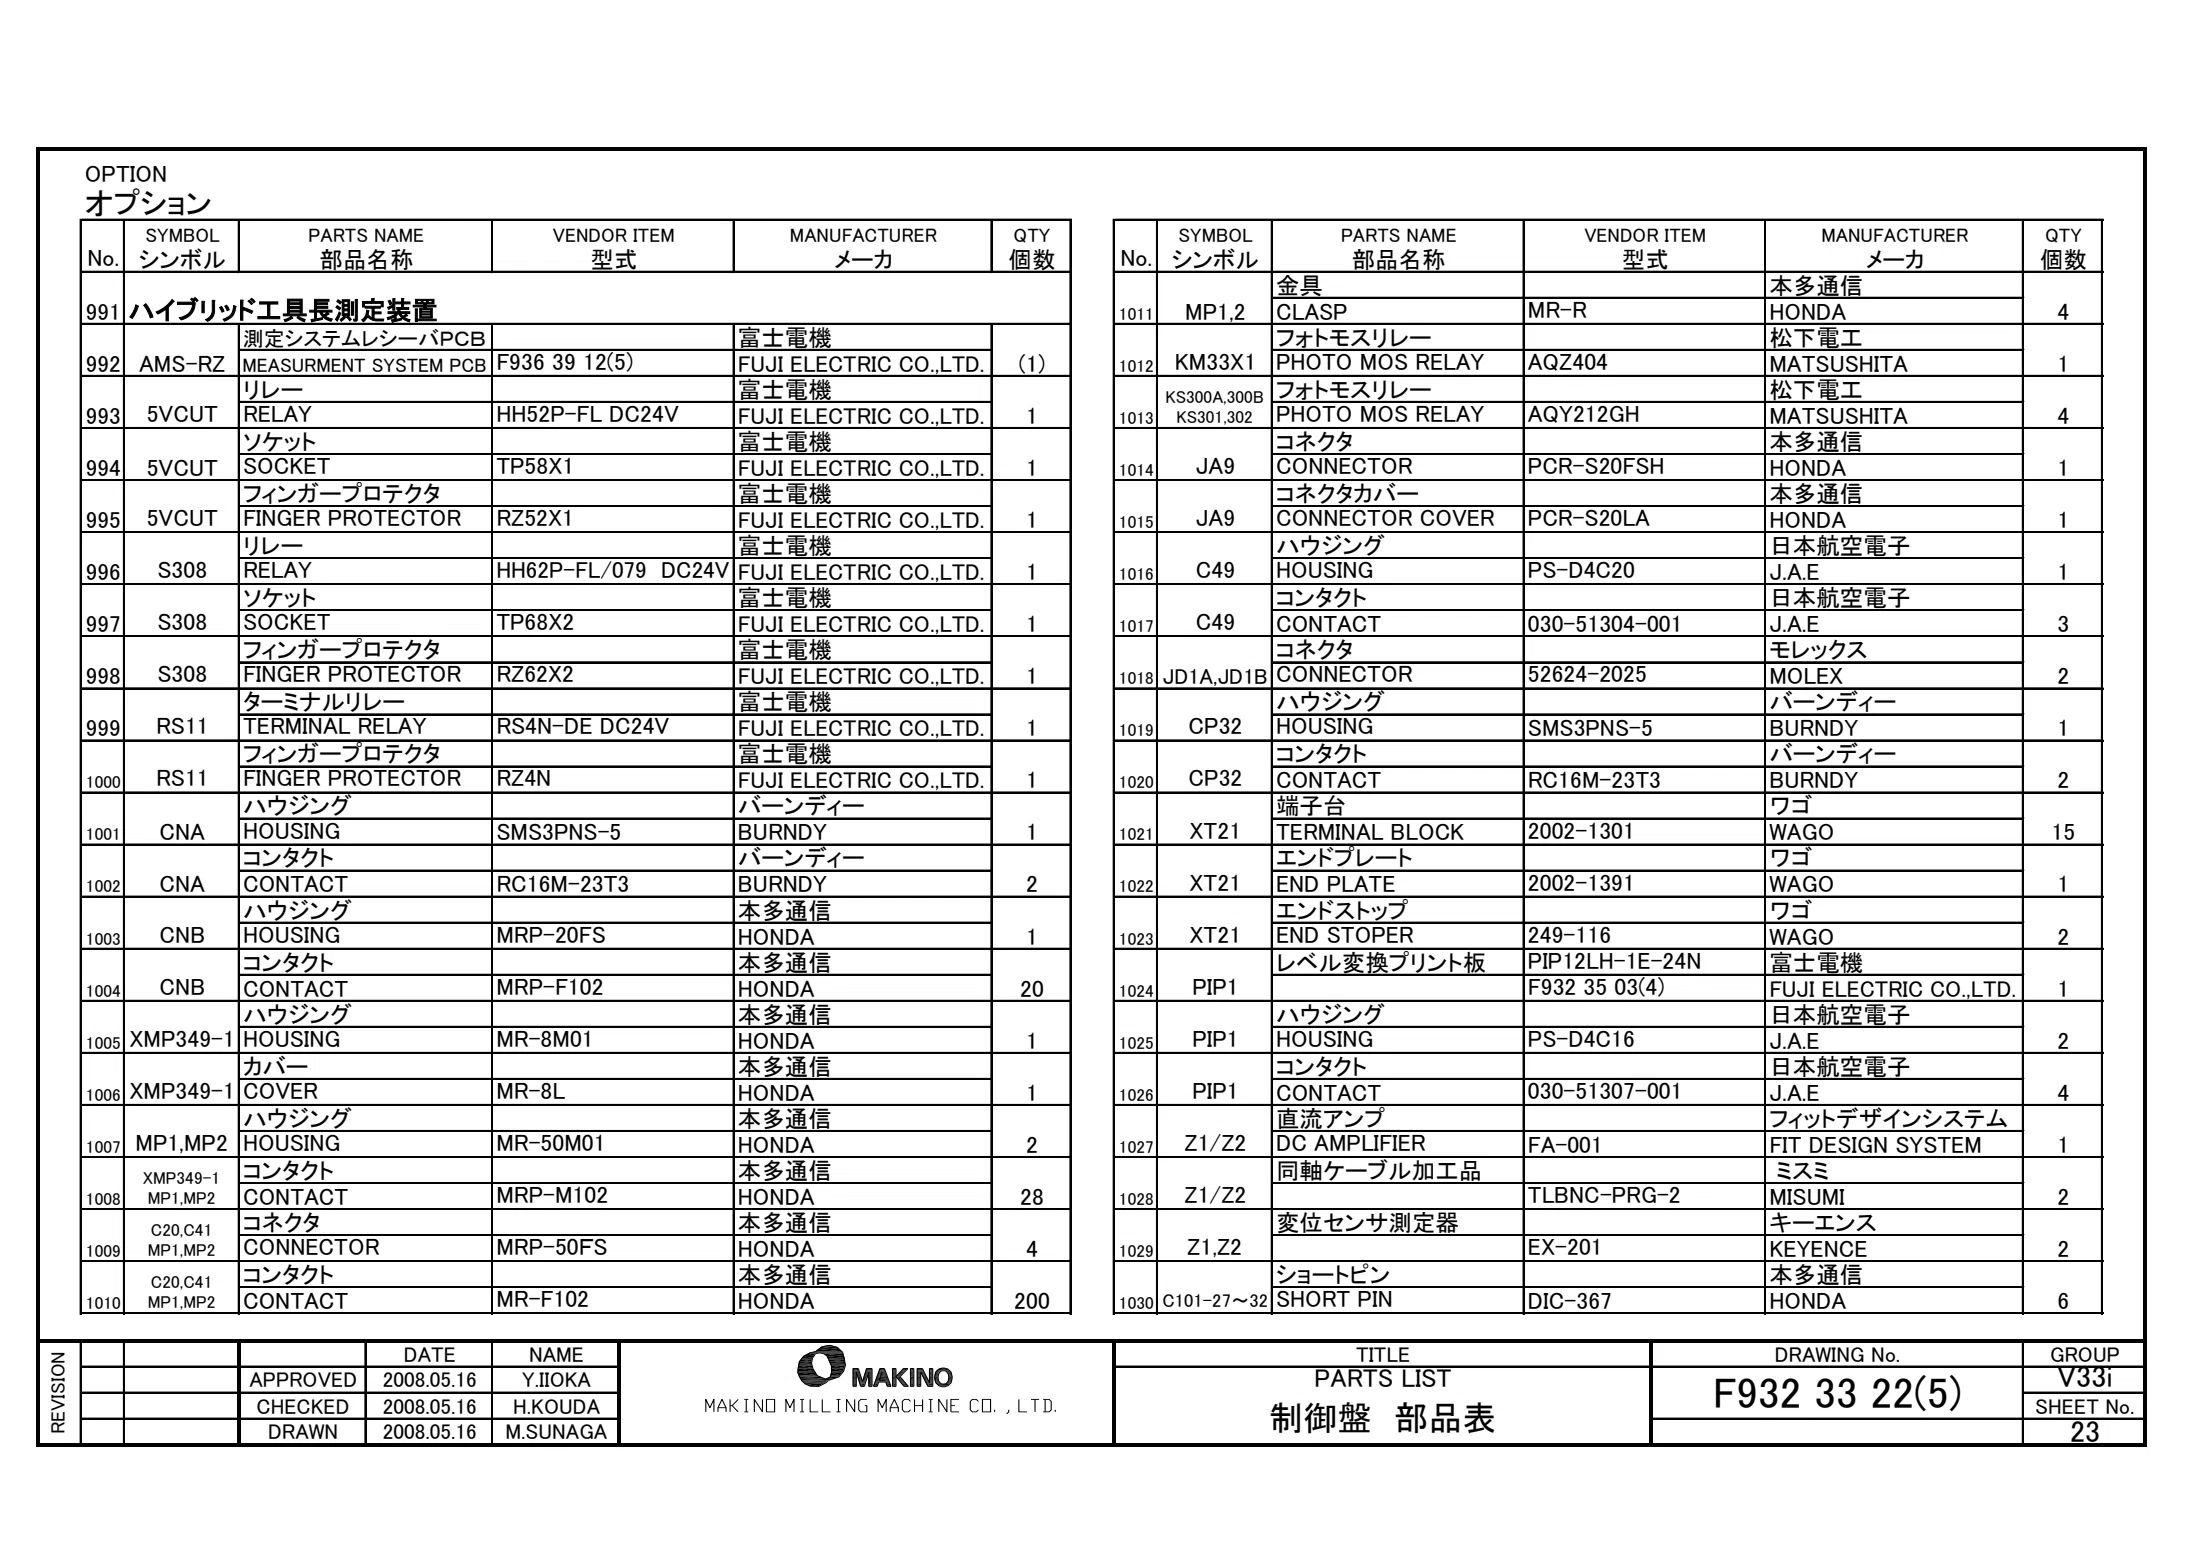 OPTION
オプション
No. SYMBOL シンボル PARTS NAME 部品名称 VENDOR ITEM 型式 MANUFACTURER メーカ QTY 個数
991 ハイブリッド工具長測定装置
測定システムレシーバPCB 富士電機
992 AMS-RZ MEASURMENT SYSTEM PCB F936 39 12(5) FUJI ELECTRIC CO.,LTD. (1)
リレー 富士電機
993 5VCUT RELAY HH52P-FL DC24V FUJI ELECTRIC CO.,LTD. 1
ソケット 富士電機
994 5VCUT SOCKET TP58X1 FUJI ELECTRIC CO.,LTD. 1
フィンガープロテクタ 富士電機
995 5VCUT FINGER PROTECTOR RZ52X1 FUJI ELECTRIC CO.,LTD. 1
リレー 富士電機
996 S308 RELAY HH62P-FL/079 DC24V FUJI ELECTRIC CO.,LTD. 1
ソケット 富士電機
997 S308 SOCKET TP68X2 FUJI ELECTRIC CO.,LTD. 1
フィンガープロテクタ 富士電機
998 S308 FINGER PROTECTOR RZ62X2 FUJI ELECTRIC CO.,LTD. 1
ターミナルリレー 富士電機
999 RS11 TERMINAL RELAY RS4N-DE DC24V FUJI ELECTRIC CO.,LTD. 1
フィンガープロテクタ 富士電機
1000 RS11 FINGER PROTECTOR RZ4N FUJI ELECTRIC CO.,LTD. 1
ハウジング バーンディー
1001 CNA HOUSING SMS3PNS-5 BURNDY 1
コンタクト バーンディー
1002 CNA CONTACT RC16M-23T3 BURNDY 2
ハウジング 本多通信
1003 CNB HOUSING MRP-20FS HONDA 1
コンタクト 本多通信
1004 CNB CONTACT MRP-F102 HONDA 20
ハウジング 本多通信
1005 XMP349-1 HOUSING MR-8M01 HONDA 1
カバー 本多通信
1006 XMP349-1 COVER MR-8L HONDA 1
ハウジング 本多通信
1007 MP1,MP2 HOUSING MR-50M01 HONDA 2
XMP349-1 コンタクト 本多通信
1008 MP1,MP2 CONTACT MRP-M102 HONDA 28
C20,C41 コネクタ 本多通信
1009 MP1,MP2 CONNECTOR MRP-50FS HONDA 4
C20,C41 コンタクト 本多通信
1010 MP1,MP2 CONTACT MR-F102 HONDA 200
No. SYMBOL シンボル PARTS NAME 部品名称 VENDOR ITEM 型式 MANUFACTURER メーカ QTY 個数
金具 本多通信
1011 MP1,2 CLASP MR-R HONDA 4
フォトモスリレー 松下電工
1012 KM33X1 PHOTO MOS RELAY AQZ404 MATSUSHITA 1
KS300A,300B フォトモスリレー 松下電工
1013 KS301,302 PHOTO MOS RELAY AQY212GH MATSUSHITA 4
コネクタ 本多通信
1014 JA9 CONNECTOR PCR-S20FSH HONDA 1
コネクタカバー 本多通信
1015 JA9 CONNECTOR COVER PCR-S20LA HONDA 1
ハウジング 日本航空電子
1016 C49 HOUSING PS-D4C20 J.A.E 1
コンタクト 日本航空電子
1017 C49 CONTACT 030-51304-001 J.A.E 3
コネクタ モレックス
1018 JD1A,JD1B CONNECTOR 52624-2025 MOLEX 2
ハウジング バーンディー
1019 CP32 HOUSING SMS3PNS-5 BURNDY 1
コンタクト バーンディー
1020 CP32 CONTACT RC16M-23T3 BURNDY 2
端子台 ワゴ
1021 XT21 TERMINAL BLOCK 2002-1301 WAGO 15
エンドプレート ワゴ
1022 XT21 END PLATE 2002-1391 WAGO 1
エンドストップ ワゴ
1023 XT21 END STOPER 249-116 WAGO 2
レベル変換プリント板 PIP12LH-1E-24N 富士電機
1024 PIP1 F932 35 03(4) FUJI ELECTRIC CO.,LTD. 1
ハウジング 日本航空電子
1025 PIP1 HOUSING PS-D4C16 J.A.E 2
コンタクト 日本航空電子
1026 PIP1 CONTACT 030-51307-001 J.A.E 4
直流アンプ フィットデザインシステム
1027 Z1/Z2 DC AMPLIFIER FA-001 FIT DESIGN SYSTEM 1
同軸ケーブル加工品 ミスミ
1028 Z1/Z2 TLBNC-PRG-2 MISUMI 2
変位センサ測定器 キーエンス
1029 Z1,Z2 EX-201 KEYENCE 2
ショートピン 本多通信
1030 C101-27～32 SHORT PIN DIC-367 HONDA 6
REVISION
DATE NAME
APPROVED 2008.05.16 Y.IIOKA
CHECKED 2008.05.16 H.KOUDA
DRAWN 2008.05.16 M.SUNAGA
MAKINO
MAKINO MILLING MACHINE CO. ,LTD.
TITLE
PARTS LIST
制御盤 部品表
DRAWING No.
F932 33 22(5)
GROUP
V33i
SHEET No.
23